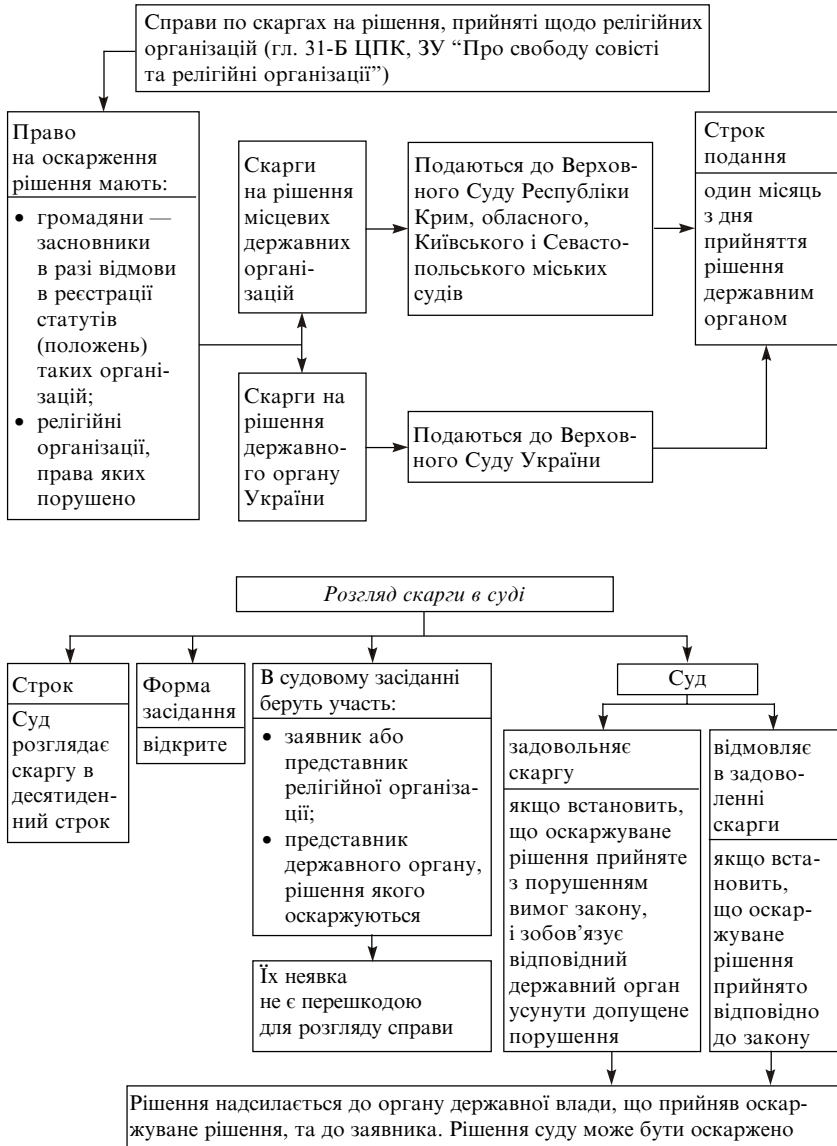 Справи по скаргах на рішення, прийняті щодо релігійних
організацій (гл. 31-Б ЦПК, ЗУ “Про свободу совісті
та релігійні організації”)
Право
на оскарження
рішення мають:
• громадяни —
засновники
в разі відмови
в реєстрації
статутів
(положень)
таких органі-
зацій;
• релігійні
організації,
права яких
порушено
Скарги
на рішення
місцевих
державних
органі-
зацій
Подаються до Верхов-
ного Суду Республіки
Крим, обласного,
Київського і Севасто-
польського міських
судів
Строк
подання
один місяць
з дня
прийняття
рішення
державним
органом
Скарги на
рішення
державно-
го органу
України
Подаються до Верхов-
ного Суду України
Розгляд скарги в суді
Строк
Суд
розглядає
скаргу в
десятиден-
ний строк
Форма
засідання
відкрите
В судовому засіданні
беруть участь:
• заявник або
представник
релігійної організа-
ції;
• представник
державного органу,
рішення якого
оскаржуються
Їх неявка
не є перешкодою
для розгляду справи
Суд
задовольняє
скаргу
якщо встановить,
що оскаржуване
рішення прийняте
з порушенням
вимог закону,
і зобов’язує
відповідний
державний орган
усунути допущене
порушення
відмовляє
в задово-
ленні
скарги
якщо вста-
новить,
що оскар-
жуване
рішення
прийнято
відповідно
до закону
Рішення надсилається до органу державної влади, що прийняв оскар-
жуване рішення, та до заявника. Рішення суду може бути оскаржено